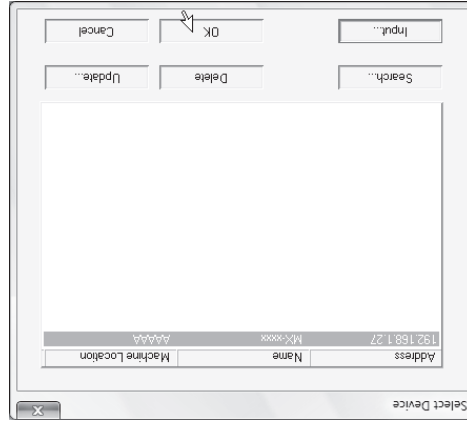 Select Device
X
Address Name Machine Location
192.168.1.27 MX-xxxx AAAAA
Search... Delete Update...
Input... OK Cancel